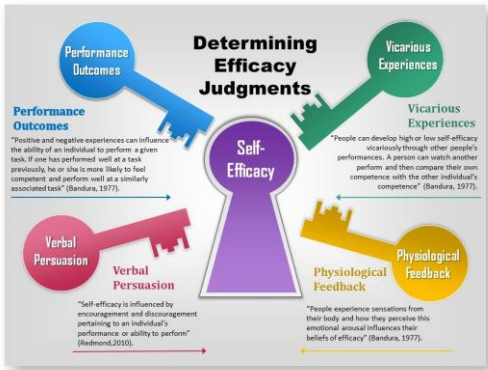 Determining
Efficacy
Judgments
Performance
Outcomes
Performance
Outcomes
"Positive and negative experiences can influence
the ability of an individual to perform a given
task. If one has performed well at a task
previously, he or she is more likely to feel
competent and perform well at a similarly
associated task" (Bandura, 1977).
Vicarious
Experiences
Vicarious
Experiences
"People can develop high or low self-efficacy
vicariously through other people's
performances. A person can watch another
perform and then compare their own
competence with the other individual's
competence" (Bandura, 1977).
Self-
Efficacy
Verbal
Persuasion
Verbal
Persuasion
"Self-efficacy is influenced by
encouragement and discouragement
pertaining to an individual's
performance or ability to perform"
(Redmond,2010).
Physiological
Feedback
Physiological
Feedback
"People experience sensations from
their body and how they perceive this
emotional arousal influences their
beliefs of efficacy" (Bandura, 1977).